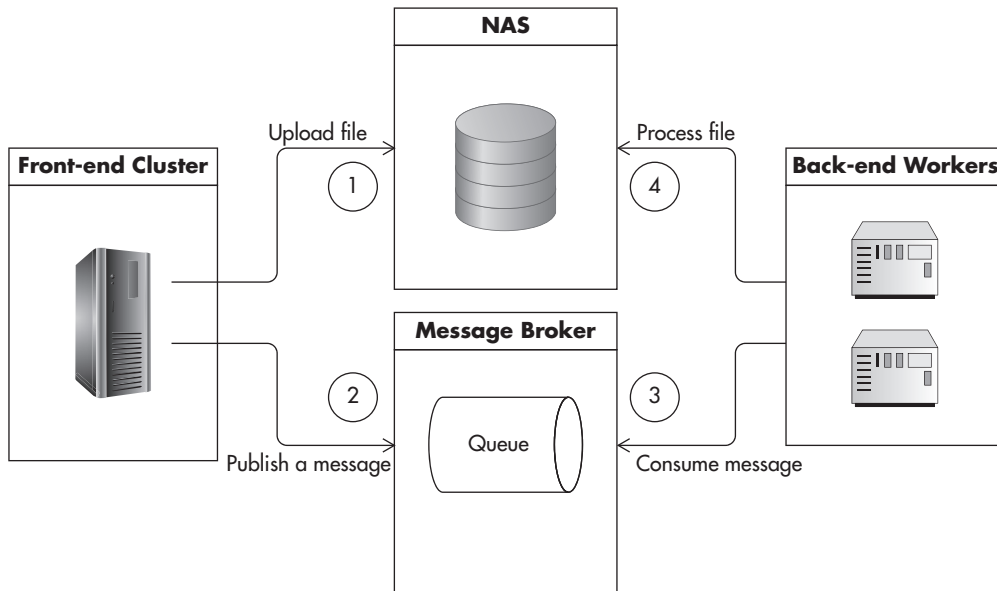 NAS
Upload file
Process file
Front-end Cluster
Back-end Workers
1
4
Message Broker
2
3
Queue
Publish a message
Consume message